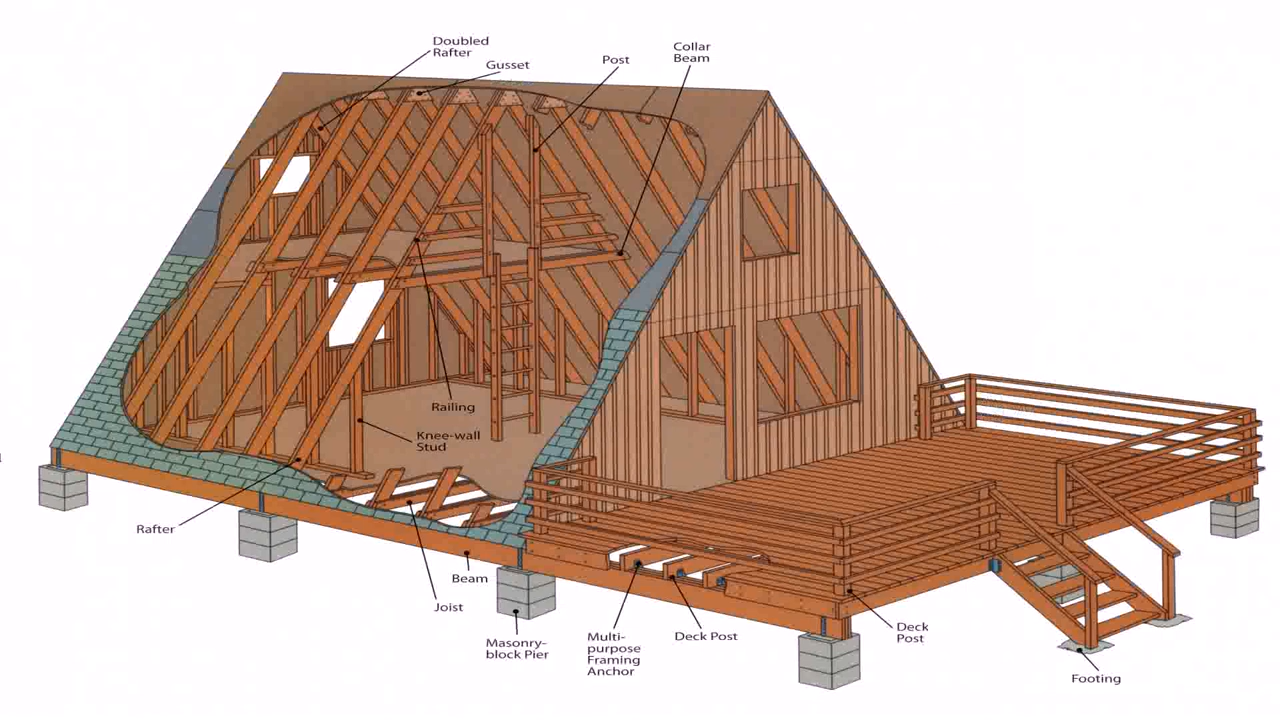 Doubled
Rafter
Gusset
Post
Collar
Beam
Railing
Knee-wall
Stud
Rafter
Beam
Joist
Masonry-
block Pier
Multi-
purpose
Framing
Anchor
Deck Post
Deck
Post
Footing